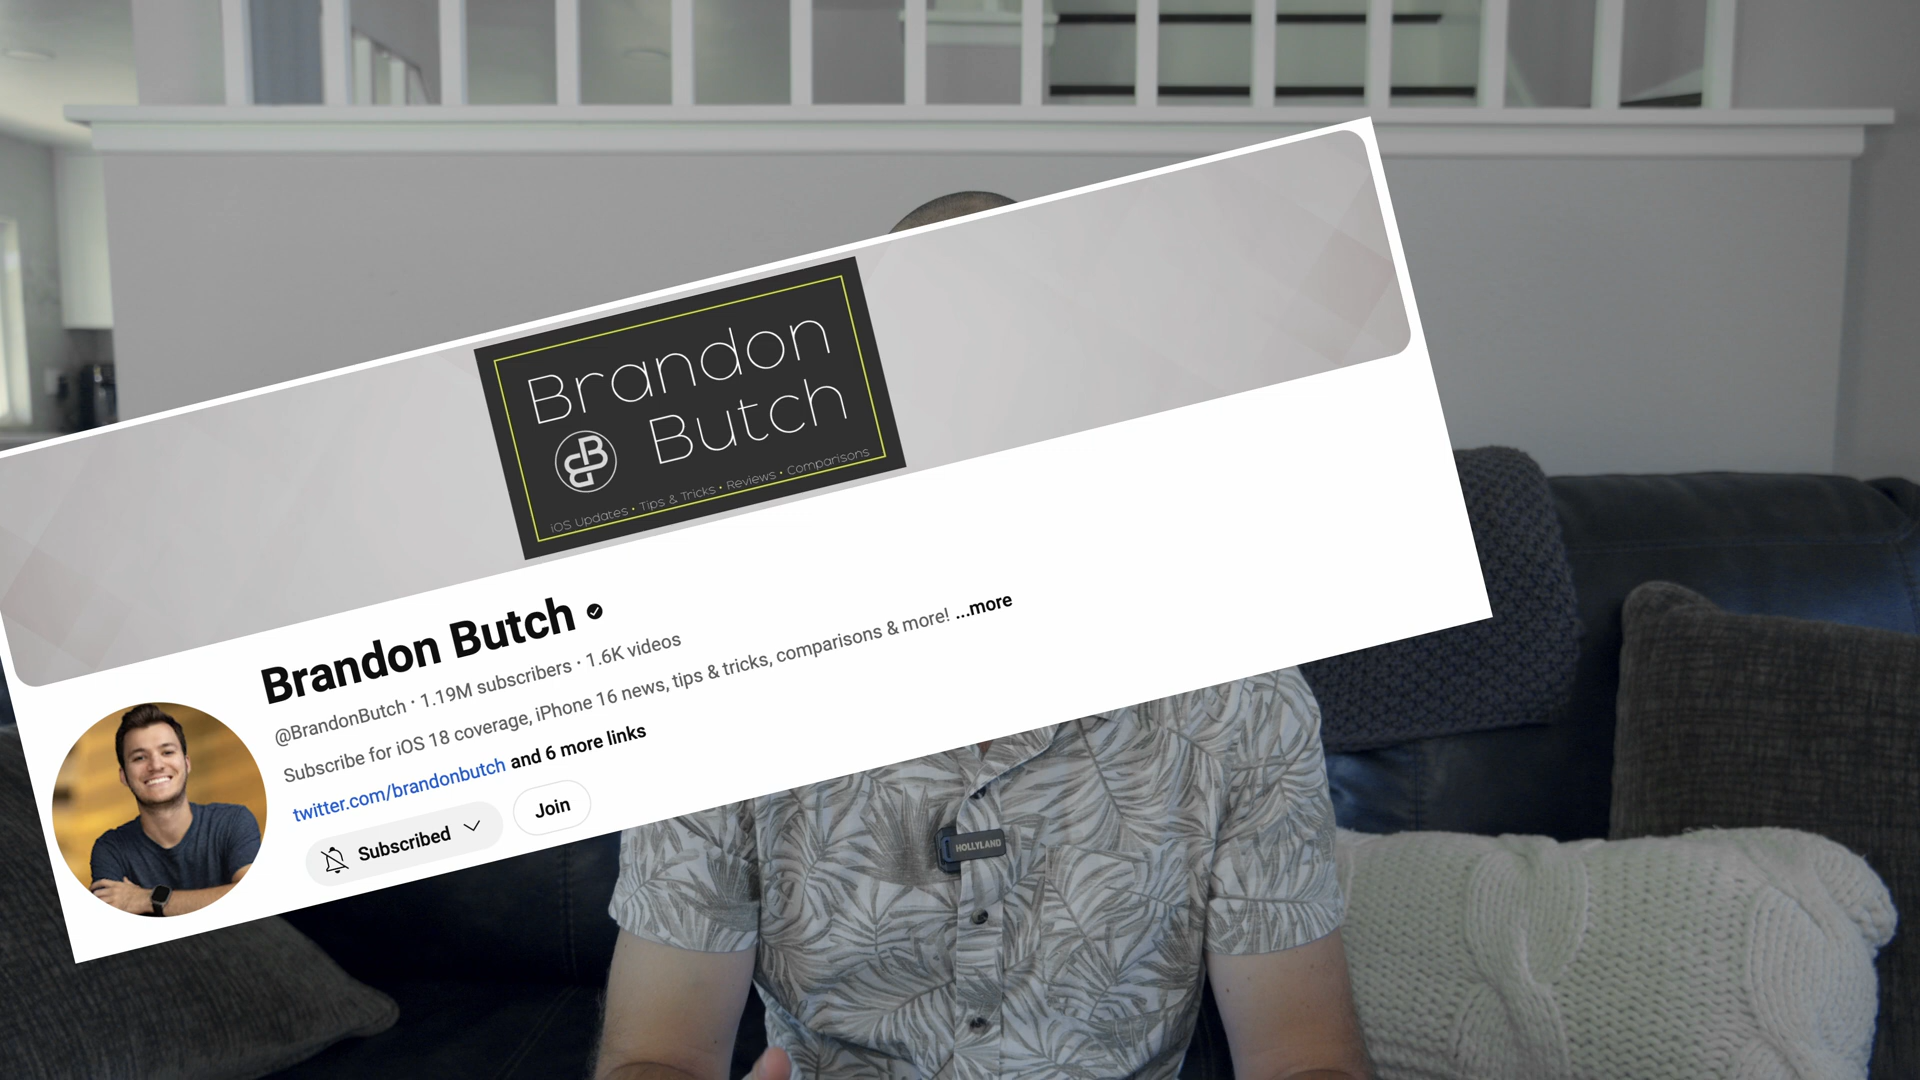 Brandon
Butch
iOS Updates • Tips & Tricks • Reviews • Comparisons
Brandon Butch
@BrandonButch · 1.19M subscribers · 1.6K videos
Subscribe for iOS 18 coverage, iPhone 16 news, tips & tricks, comparisons & more! ...more
twitter.com/brandonbutch and 6 more links
Subscribed
Join
HOLLYLAND